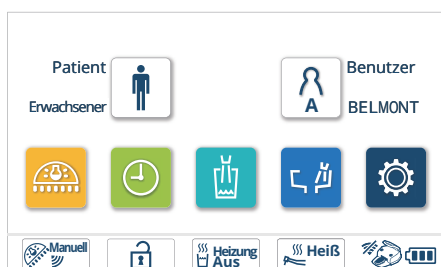 Patient
Benutzer
Erwachsener
A
BELMONT
Manuell
Heizung
Aus
Heiß